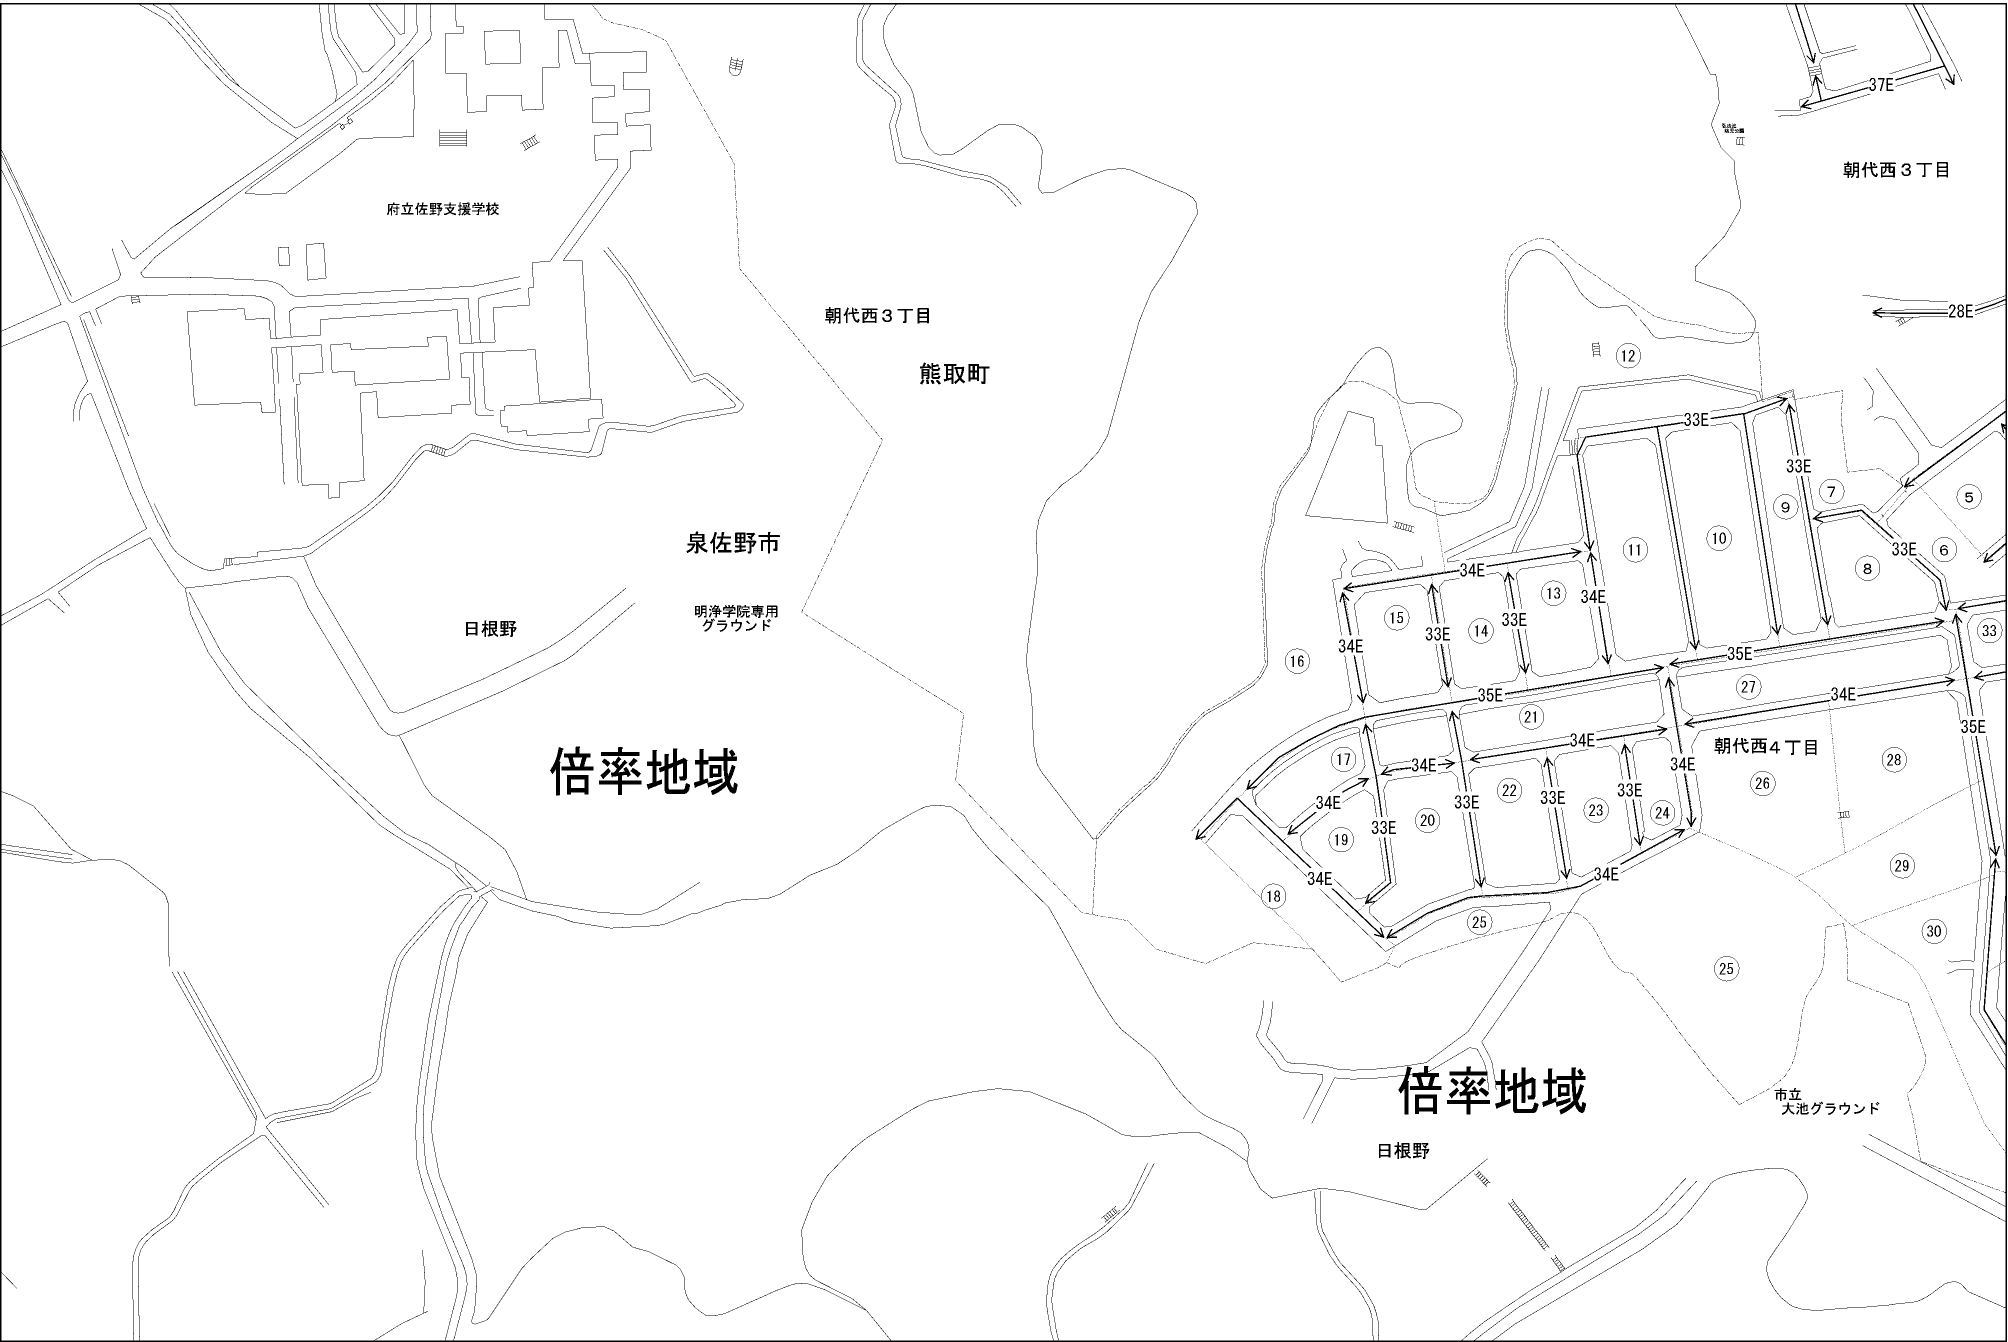 37E
朝代西３丁目
府立佐野支援学校
28E
朝代西３丁目
⑫
熊取町
33E
33E
⑦
⑤
⑨
⑩
⑪
33E
⑥
⑧
泉佐野市
34E
34E
⑬
⑮
33E
⑭
33E
㉝
日根野
明浄学院専用
グラウンド
34E
⑯
35E
35E
㉗
34E
㉑
35E
34E
朝代西４丁目
⑰
34E
34E
㉘
㉖
倍率地域
33E
㉒
33E
33E
34E
㉓
㉔
⑳
33E
⑲
㉙
34E
34E
⑱
㉕
㉚
㉕
倍率地域
市立
大池グラウンド
日根野